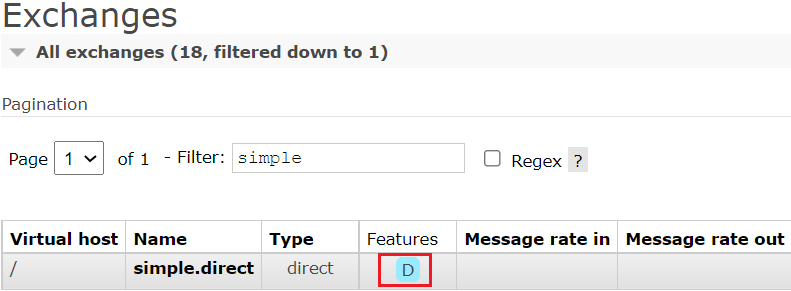 Exchanges
All exchanges (18, filtered down to 1)
Pagination
Page 1 of 1 - Filter: simple Regex ?
Virtual host Name Type Features Message rate in Message rate out
/ simple.direct direct D